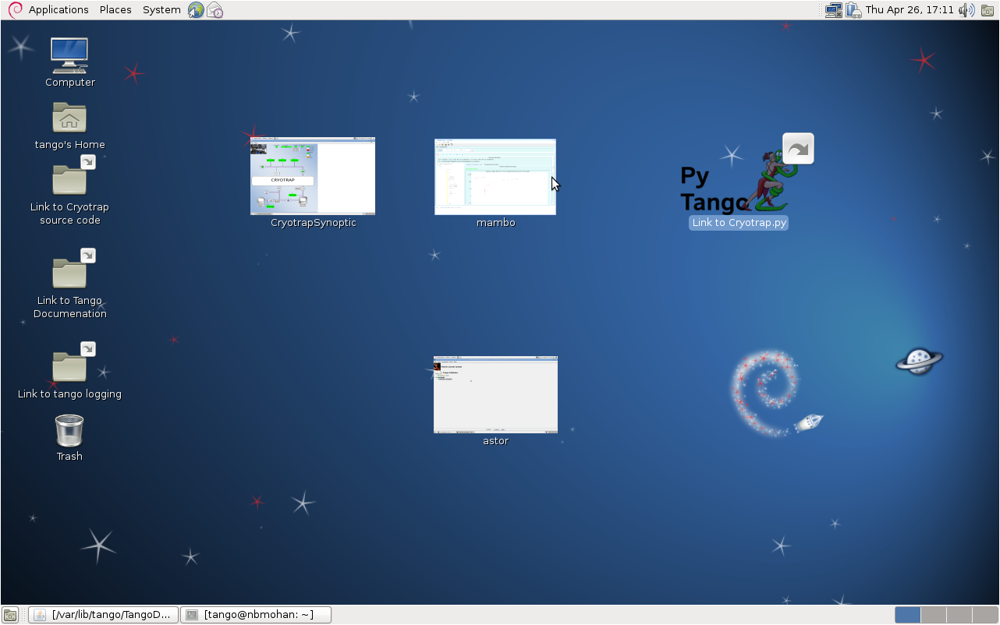 Applications Places System Thu Apr 26, 17:11
Computer
tango's Home
Link to Cryotrap
source code
Link to Tango
Documenation
Link to tango logging
Trash
CRYOTRAP
CryotrapSynoptic
mambo
Py
Tango
Link to Cryotrap.py
astor
[/var/lib/tango/TangoD... [tango@nbmohan: ~]